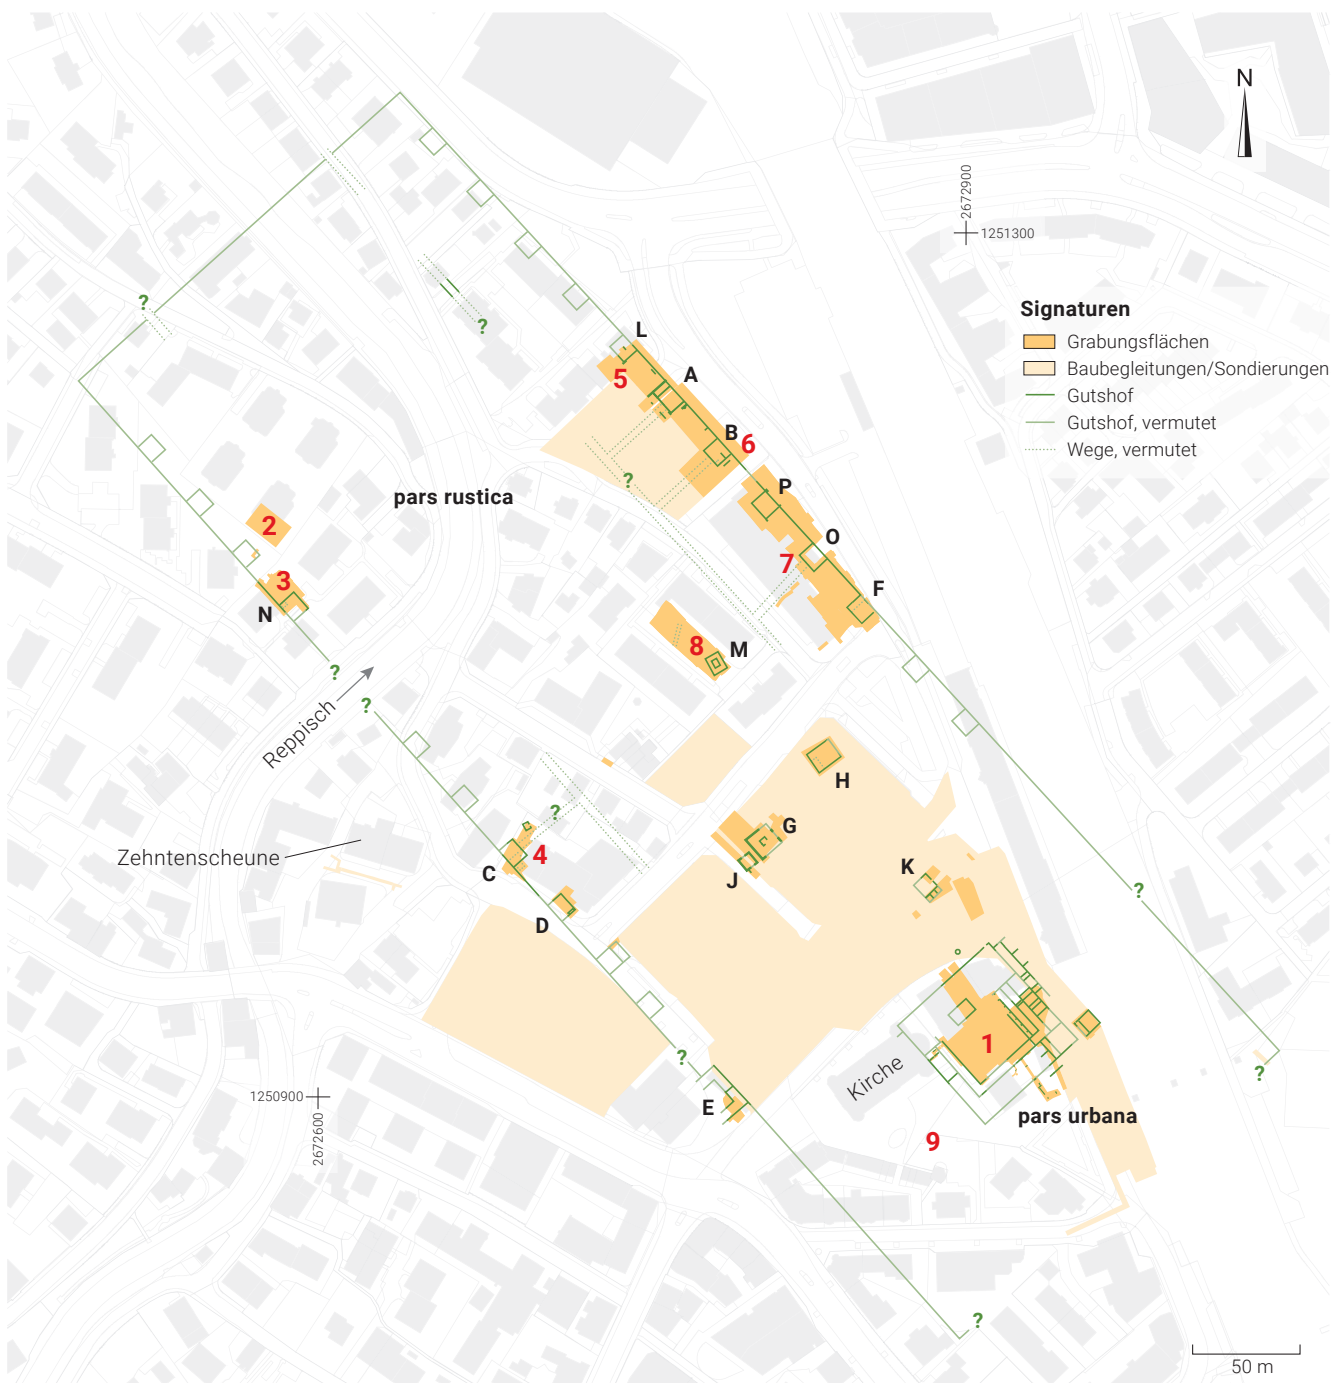 N
2672900
1251300
Signaturen
Grabungsflächen
Baubegleitungen/Sondierungen
Gutshof
Gutshof, vermutet
Wege, vermutet
?
?
L
5
A
B
6
?
P
pars rustica
2
O
7
3
F
N
8
M
?
?
Reppisch
H
?
G
Zehntenscheune
4
C
J
K
D
?
1
?
Kirche
?
1250900
2672600
E
pars urbana
9
?
50 m